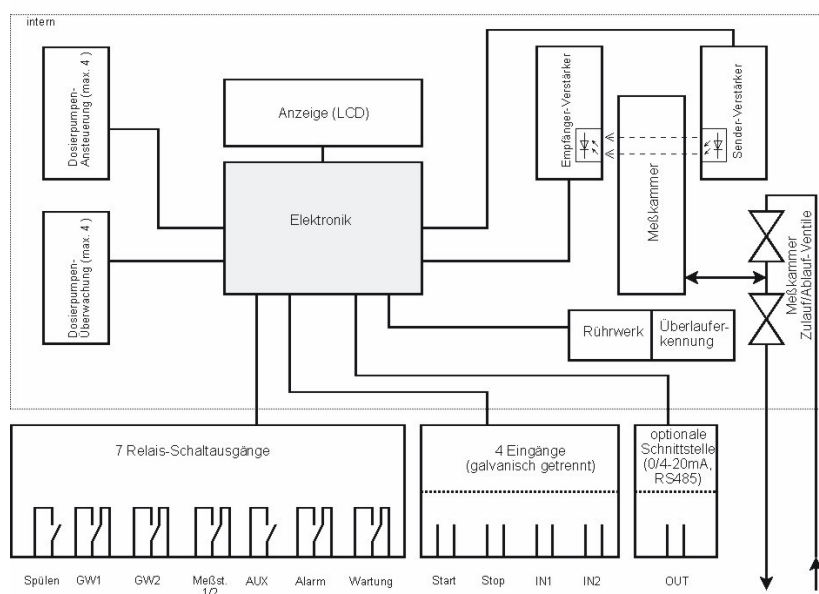 intern
Dosierpumpen-
Ansteuerung (max. 4 )
Anzeige (LCD)
Empfänger-Verstärker
Sender-Verstärker
Elektronik
Meßkammer
Dosierpumpen-
Überwachung (max. 4 )
Meßkammer
Zulauf/Ablauf-Ventile
Rührwerk
Überlaufer-
kennung
7 Relais-Schaltausgänge
4 Eingänge
(galvanisch getrennt)
optionale
Schnittstelle
(0/4-20mA,
RS485)
Spülen
GW1
GW2
Meßst.
1/2
AUX
Alarm
Wartung
Start
Stop
IN1
IN2
OUT